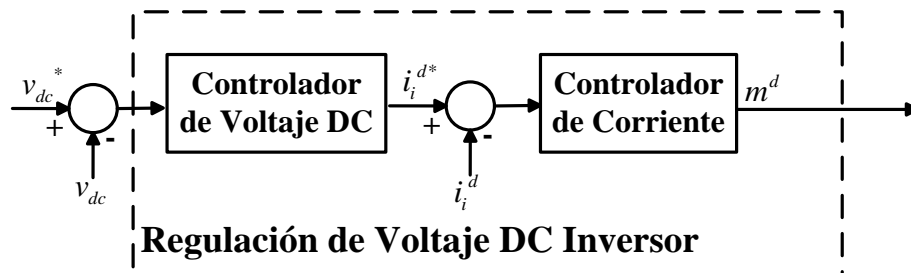 v_dc*
+
-
v_dc
Controlador
de Voltaje DC
i_i^d*
+
-
i_i^d
Controlador
de Corriente
m^d
Regulación de Voltaje DC Inversor